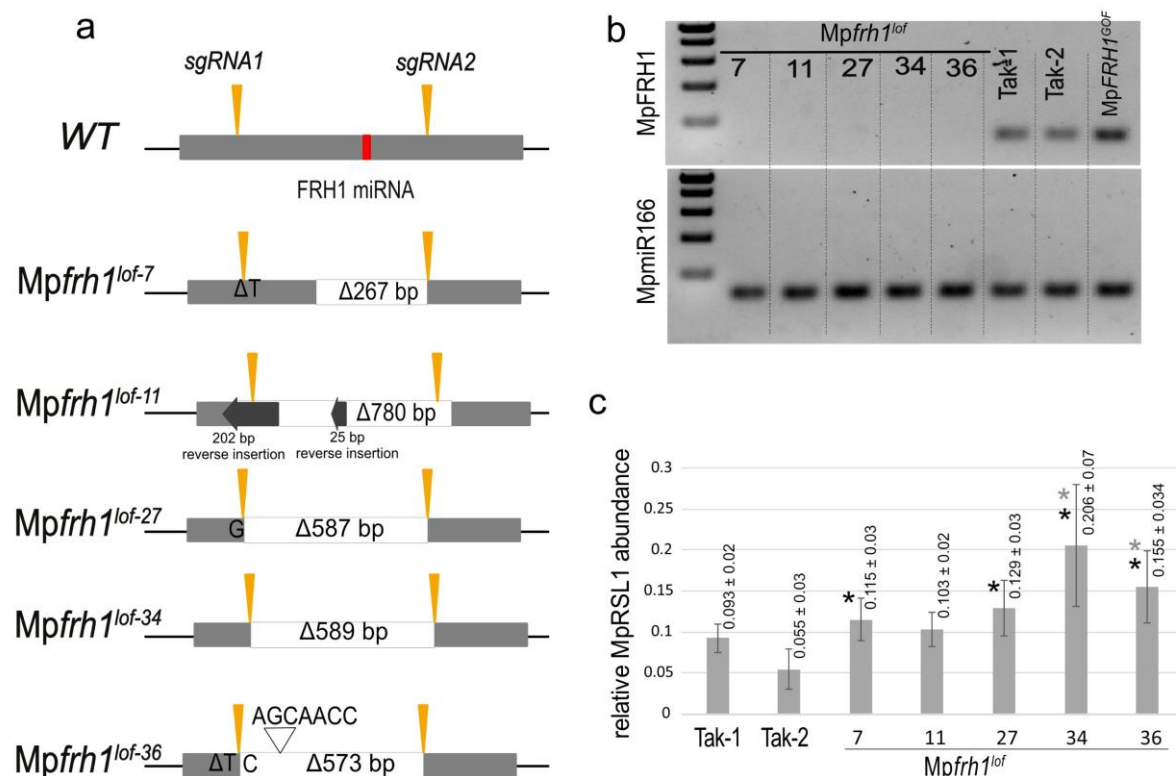 a
sgRNA1 sgRNA2
WT
FRH1 miRNA
Mpfrh1lof-7
ΔT
Δ267 bp
Mpfrh1lof-11
Δ780 bp
202 bp
reverse insertion
25 bp
reverse insertion
Mpfrh1lof-27
G
Δ587 bp
Mpfrh1lof-34
Δ589 bp
AGCAACC
Mpfrh1lof-36
ΔT C
Δ573 bp
b
Mpfrh1lof
7 11 27 34 36 Tak-1 Tak-2 MpFRH1GOF
MpFRH1
MpmiR166
c
relative MpRSL1 abundance
0.3
0.25
0.2
0.15
0.1
0.05
0
0.093 ± 0.02
0.055 ± 0.03
* 0.115 ± 0.03
0.103 ± 0.02
* 0.129 ± 0.03
* * 0.206 ± 0.07
* * 0.155 ± 0.034
Tak-1 Tak-2 7 11 27 34 36
Mpfrh1lof